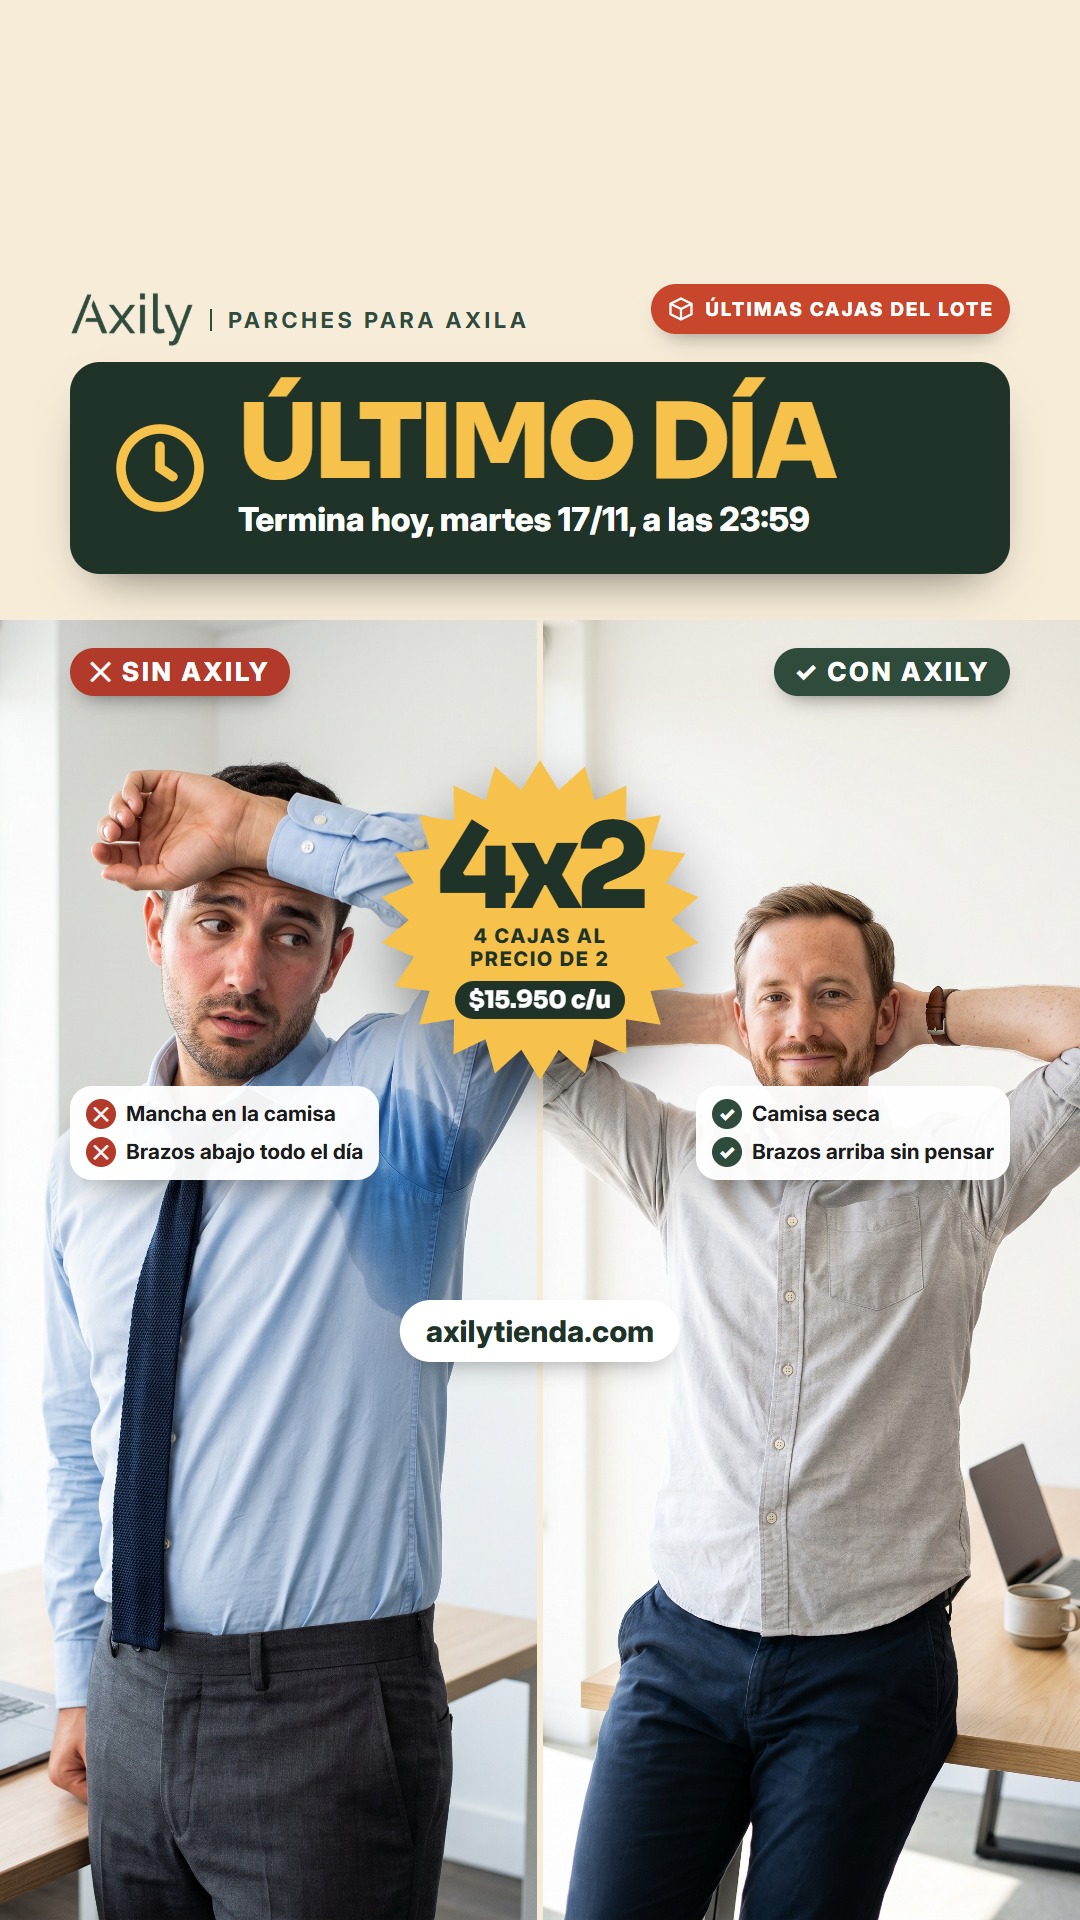 Axily | PARCHES PARA AXILA
ÚLTIMAS CAJAS DEL LOTE
ÚLTIMO DÍA
Termina hoy, martes 17/11, a las 23:59
SIN AXILY
CON AXILY
4x2
4 CAJAS AL
PRECIO DE 2
$15.950 c/u
Mancha en la camisa
Brazos abajo todo el día
Camisa seca
Brazos arriba sin pensar
axilytienda.com